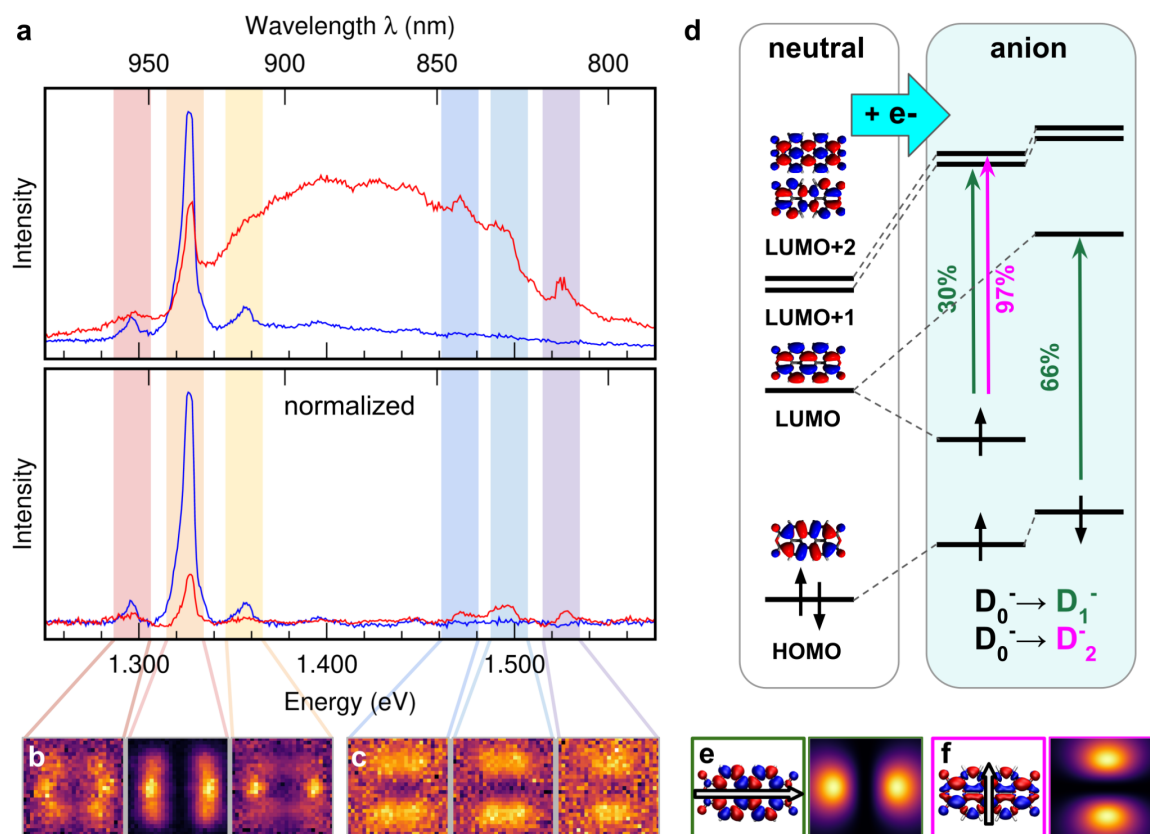 a
Wavelength λ (nm)
950 900 850 800
Intensity
normalized
Intensity
1.300 1.400 1.500
Energy (eV)
b
c
d
neutral
anion
+ e-
LUMO+2
LUMO+1
LUMO
HOMO
30%
97%
66%
D₀⁻→ D₁⁻
D₀⁻→ D⁻₂
e
f